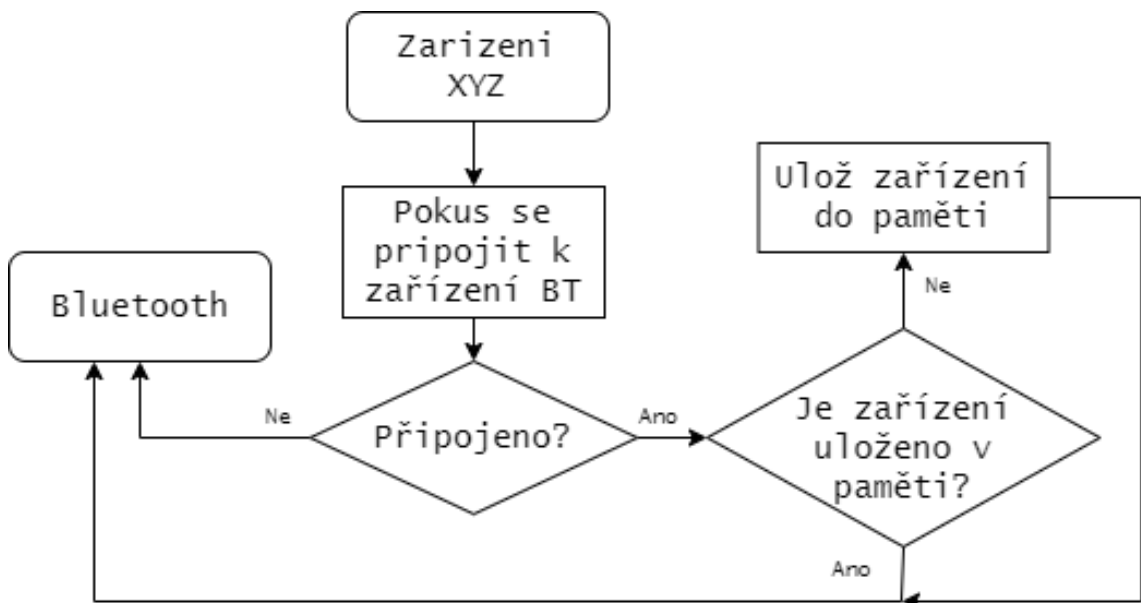 Zarizeni
XYZ
Pokus se
pripojit k
zařízení BT
Bluetooth
Připojeno?
Ne
Ano
Je zařízení
uloženo v
paměti?
Ne
Ulož zařízení
do paměti
Ano